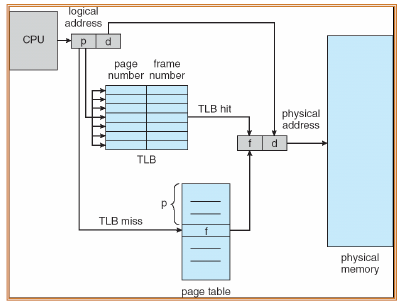 logical
address
CPU
p d
page frame
number number
TLB hit
physical
address
f d
TLB
p
TLB miss
f
physical
memory
page table